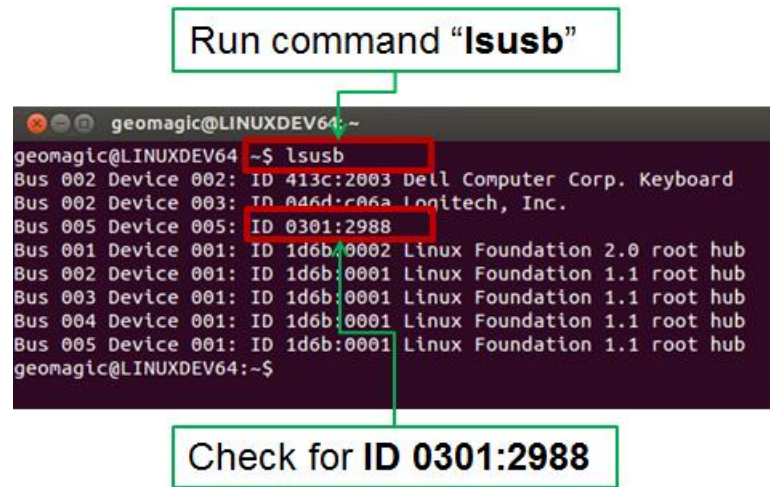 Run command “lsusb”
geomagic@LINUXDEV64: ~
geomagic@LINUXDEV64:~$ lsusb
Bus 002 Device 002: ID 413c:2003 Dell Computer Corp. Keyboard
Bus 002 Device 003: ID 046d:c06a Logitech, Inc.
Bus 005 Device 005: ID 0301:2988
Bus 001 Device 001: ID 1d6b:0002 Linux Foundation 2.0 root hub
Bus 002 Device 001: ID 1d6b:0001 Linux Foundation 1.1 root hub
Bus 003 Device 001: ID 1d6b:0001 Linux Foundation 1.1 root hub
Bus 004 Device 001: ID 1d6b:0001 Linux Foundation 1.1 root hub
Bus 005 Device 001: ID 1d6b:0001 Linux Foundation 1.1 root hub
geomagic@LINUXDEV64:~$
Check for ID 0301:2988